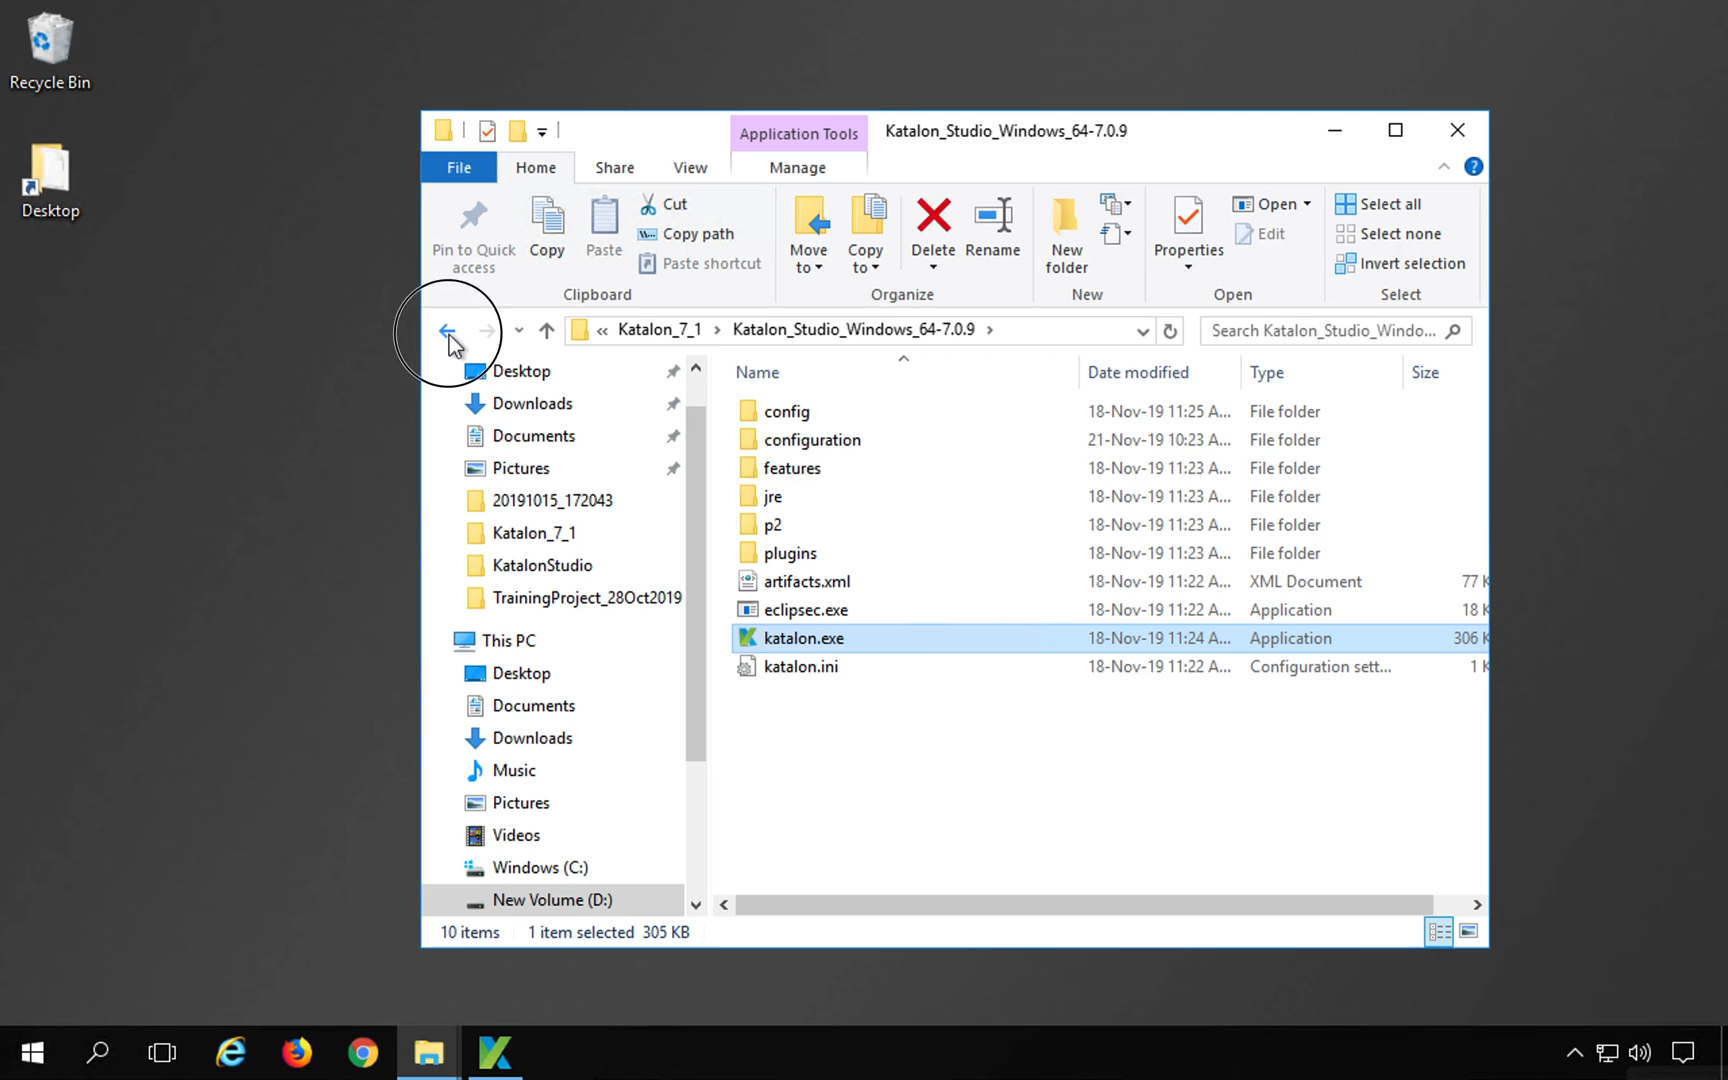 Recycle Bin
Desktop
Application Tools
Katalon_Studio_Windows_64-7.0.9
File
Home
Share
View
Manage
Pin to Quick access
Copy
Paste
Cut
Copy path
Paste shortcut
Clipboard
Move to
Copy to
Delete
Rename
Organize
New folder
New
Properties
Open
Edit
Open
Select all
Select none
Invert selection
Select
« Katalon_7_1 > Katalon_Studio_Windows_64-7.0.9 >
Search Katalon_Studio_Windo...
Desktop
Downloads
Documents
Pictures
20191015_172043
Katalon_7_1
KatalonStudio
TrainingProject_28Oct2019
This PC
Desktop
Documents
Downloads
Music
Pictures
Videos
Windows (C:)
New Volume (D:)
Name Date modified Type Size
config 18-Nov-19 11:25 A... File folder
configuration 21-Nov-19 10:23 A... File folder
features 18-Nov-19 11:23 A... File folder
jre 18-Nov-19 11:23 A... File folder
p2 18-Nov-19 11:23 A... File folder
plugins 18-Nov-19 11:23 A... File folder
artifacts.xml 18-Nov-19 11:22 A... XML Document 77 K
eclipsec.exe 18-Nov-19 11:22 A... Application 18 K
katalon.exe 18-Nov-19 11:24 A... Application 306 K
katalon.ini 18-Nov-19 11:22 A... Configuration sett... 1 K
10 items 1 item selected 305 KB